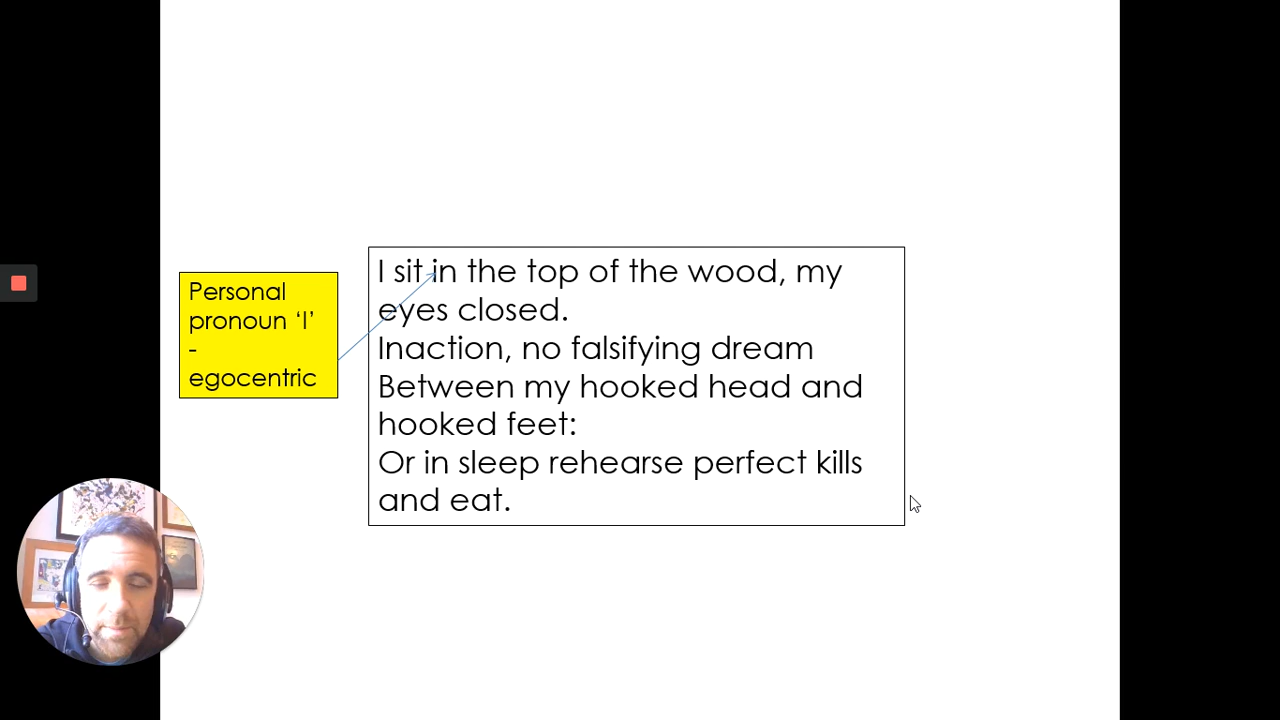 Personal
pronoun ‘I’
-
egocentric
I sit in the top of the wood, my
eyes closed.
Inaction, no falsifying dream
Between my hooked head and
hooked feet:
Or in sleep rehearse perfect kills
and eat.